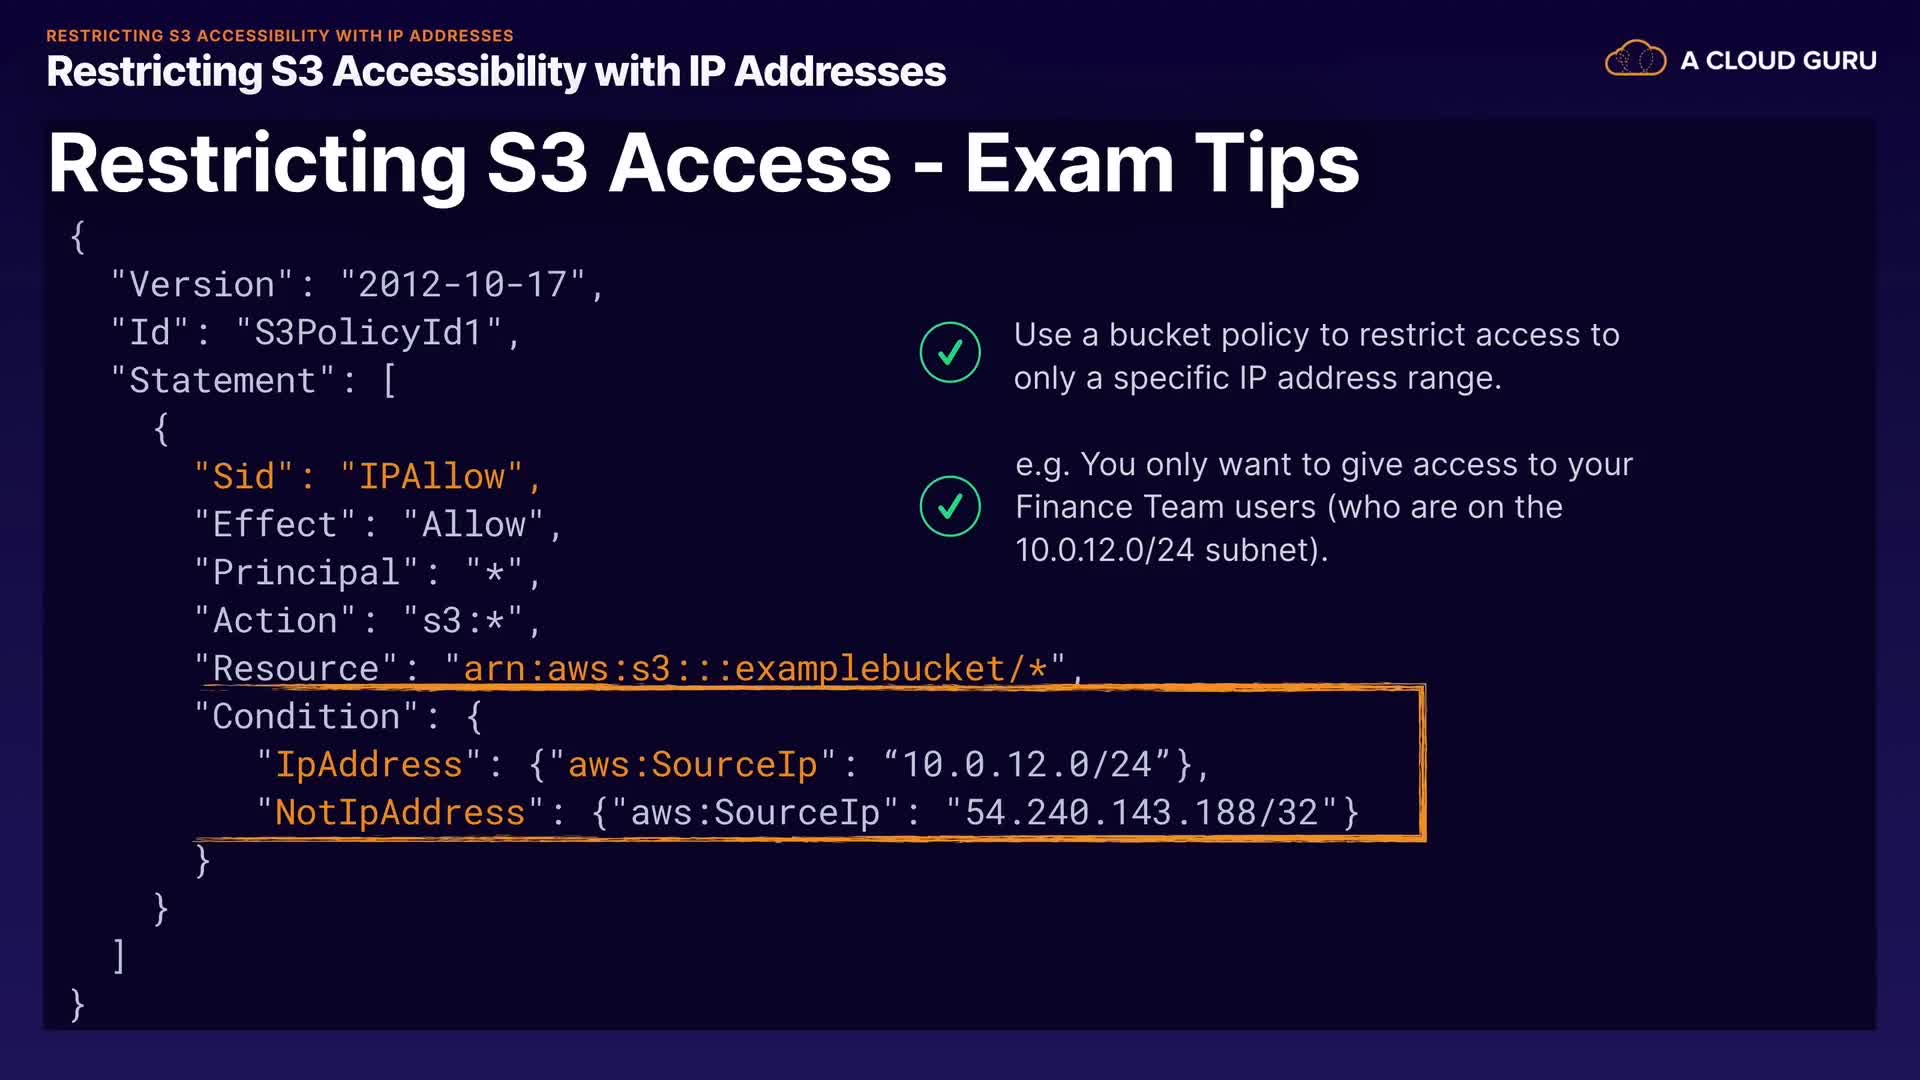 RESTRICTING S3 ACCESSIBILITY WITH IP ADDRESSES
Restricting S3 Accessibility with IP Addresses
A CLOUD GURU
Restricting S3 Access - Exam Tips
{
"Version": "2012-10-17",
"Id": "S3PolicyId1",
"Statement": [
{
"Sid": "IPAllow",
"Effect": "Allow",
"Principal": "*",
"Action": "s3:*",
"Resource": "arn:aws:s3:::examplebucket/*",
"Condition": {
"IpAddress": {"aws:SourceIp": “10.0.12.0/24”},
"NotIpAddress": {"aws:SourceIp": "54.240.143.188/32"}
}
}
]
}
Use a bucket policy to restrict access to
only a specific IP address range.
e.g. You only want to give access to your
Finance Team users (who are on the
10.0.12.0/24 subnet).